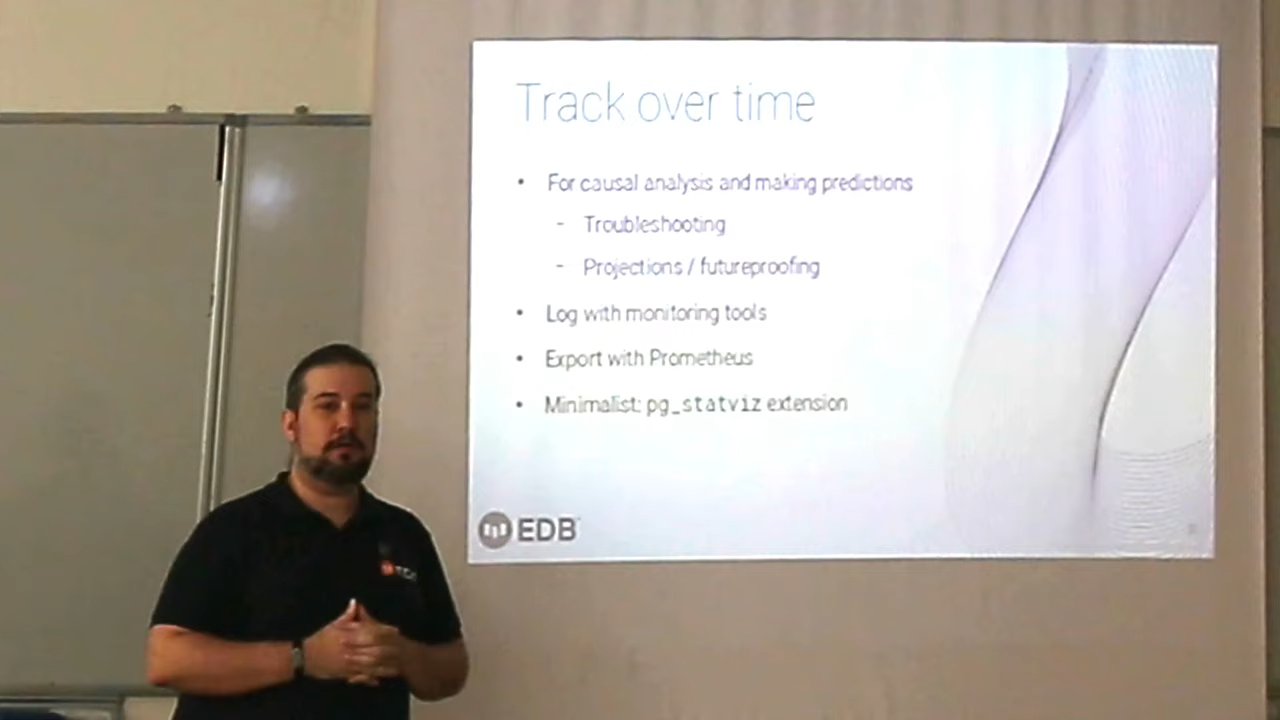 Track over time
• For causal analysis and making predictions
- Troubleshooting
- Projections / futureproofing
• Log with monitoring tools
• Export with Prometheus
• Minimalist: pg_statviz extension
EDB